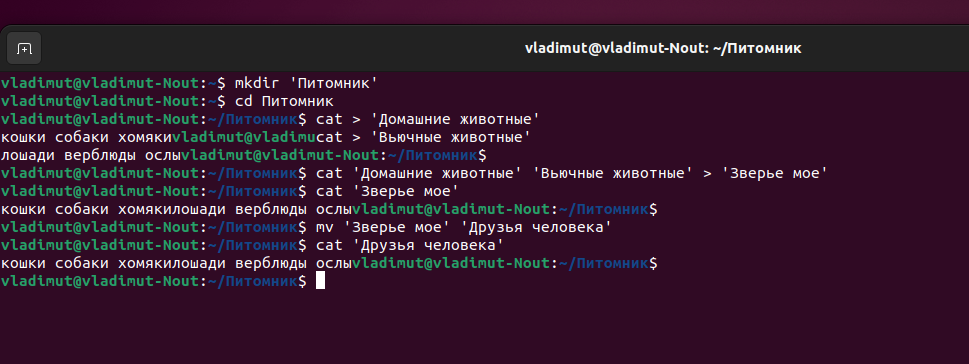 vladimut@vladimut-Nout: ~/Питомник
vladimut@vladimut-Nout:~$ mkdir 'Питомник'
vladimut@vladimut-Nout:~$ cd Питомник
vladimut@vladimut-Nout:~/Питомник$ cat > 'Домашние животные'
кошки собаки хомякиvladimut@vladimucat > 'Вьючные животные'
лошади верблюды ослыvladimut@vladimut-Nout:~/Питомник$
vladimut@vladimut-Nout:~/Питомник$ cat 'Домашние животные' 'Вьючные животные' > 'Зверье мое'
vladimut@vladimut-Nout:~/Питомник$ cat 'Зверье мое'
кошки собаки хомякилошади верблюды ослыvladimut@vladimut-Nout:~/Питомник$
vladimut@vladimut-Nout:~/Питомник$ mv 'Зверье мое' 'Друзья человека'
vladimut@vladimut-Nout:~/Питомник$ cat 'Друзья человека'
кошки собаки хомякилошади верблюды ослыvladimut@vladimut-Nout:~/Питомник$
vladimut@vladimut-Nout:~/Питомник$